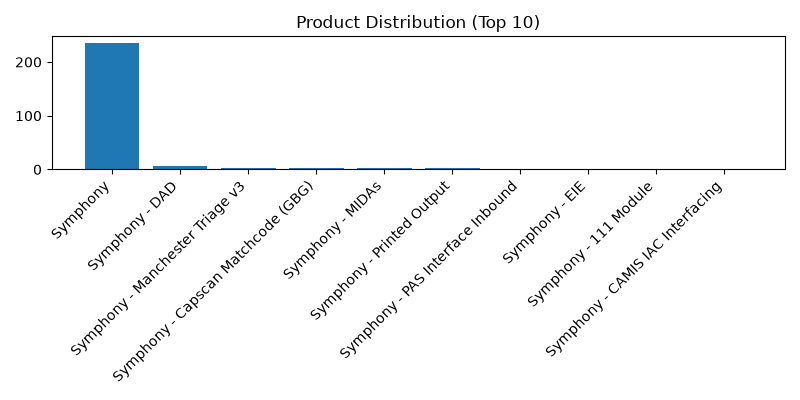 Product Distribution (Top 10)
200
100
0
Symphony
Symphony - DAD
Symphony - Manchester Triage v3
Symphony - Capscan Matchcode (GBG)
Symphony - MIDAs
Symphony - Printed Output
Symphony - PAS Interface Inbound
Symphony - EIE
Symphony - 111 Module
Symphony - CAMIS IAC Interfacing